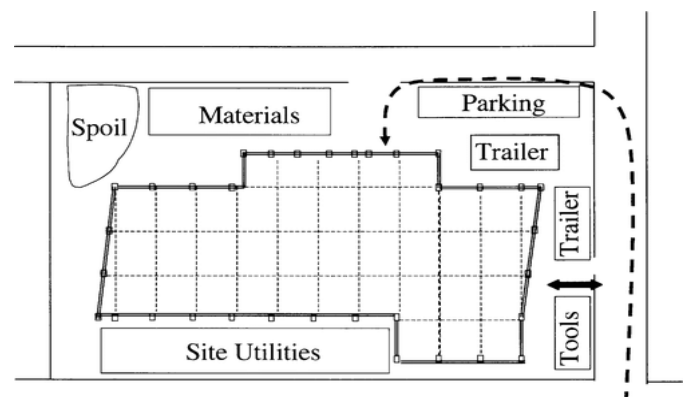 Spoil
Materials
Parking
Trailer
Trailer
Tools
Site Utilities